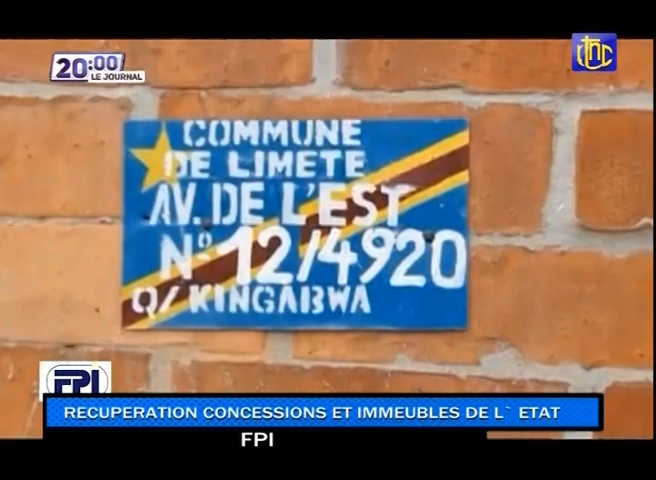 20:00
LE JOURNAL
rtnc
COMMUNE
DE LIMETE
AV. DE L'EST
N°: 12/4920
Q/ KINGABWA
FPI
RECUPERATION CONCESSIONS ET IMMEUBLES DE L` ETAT
FPI